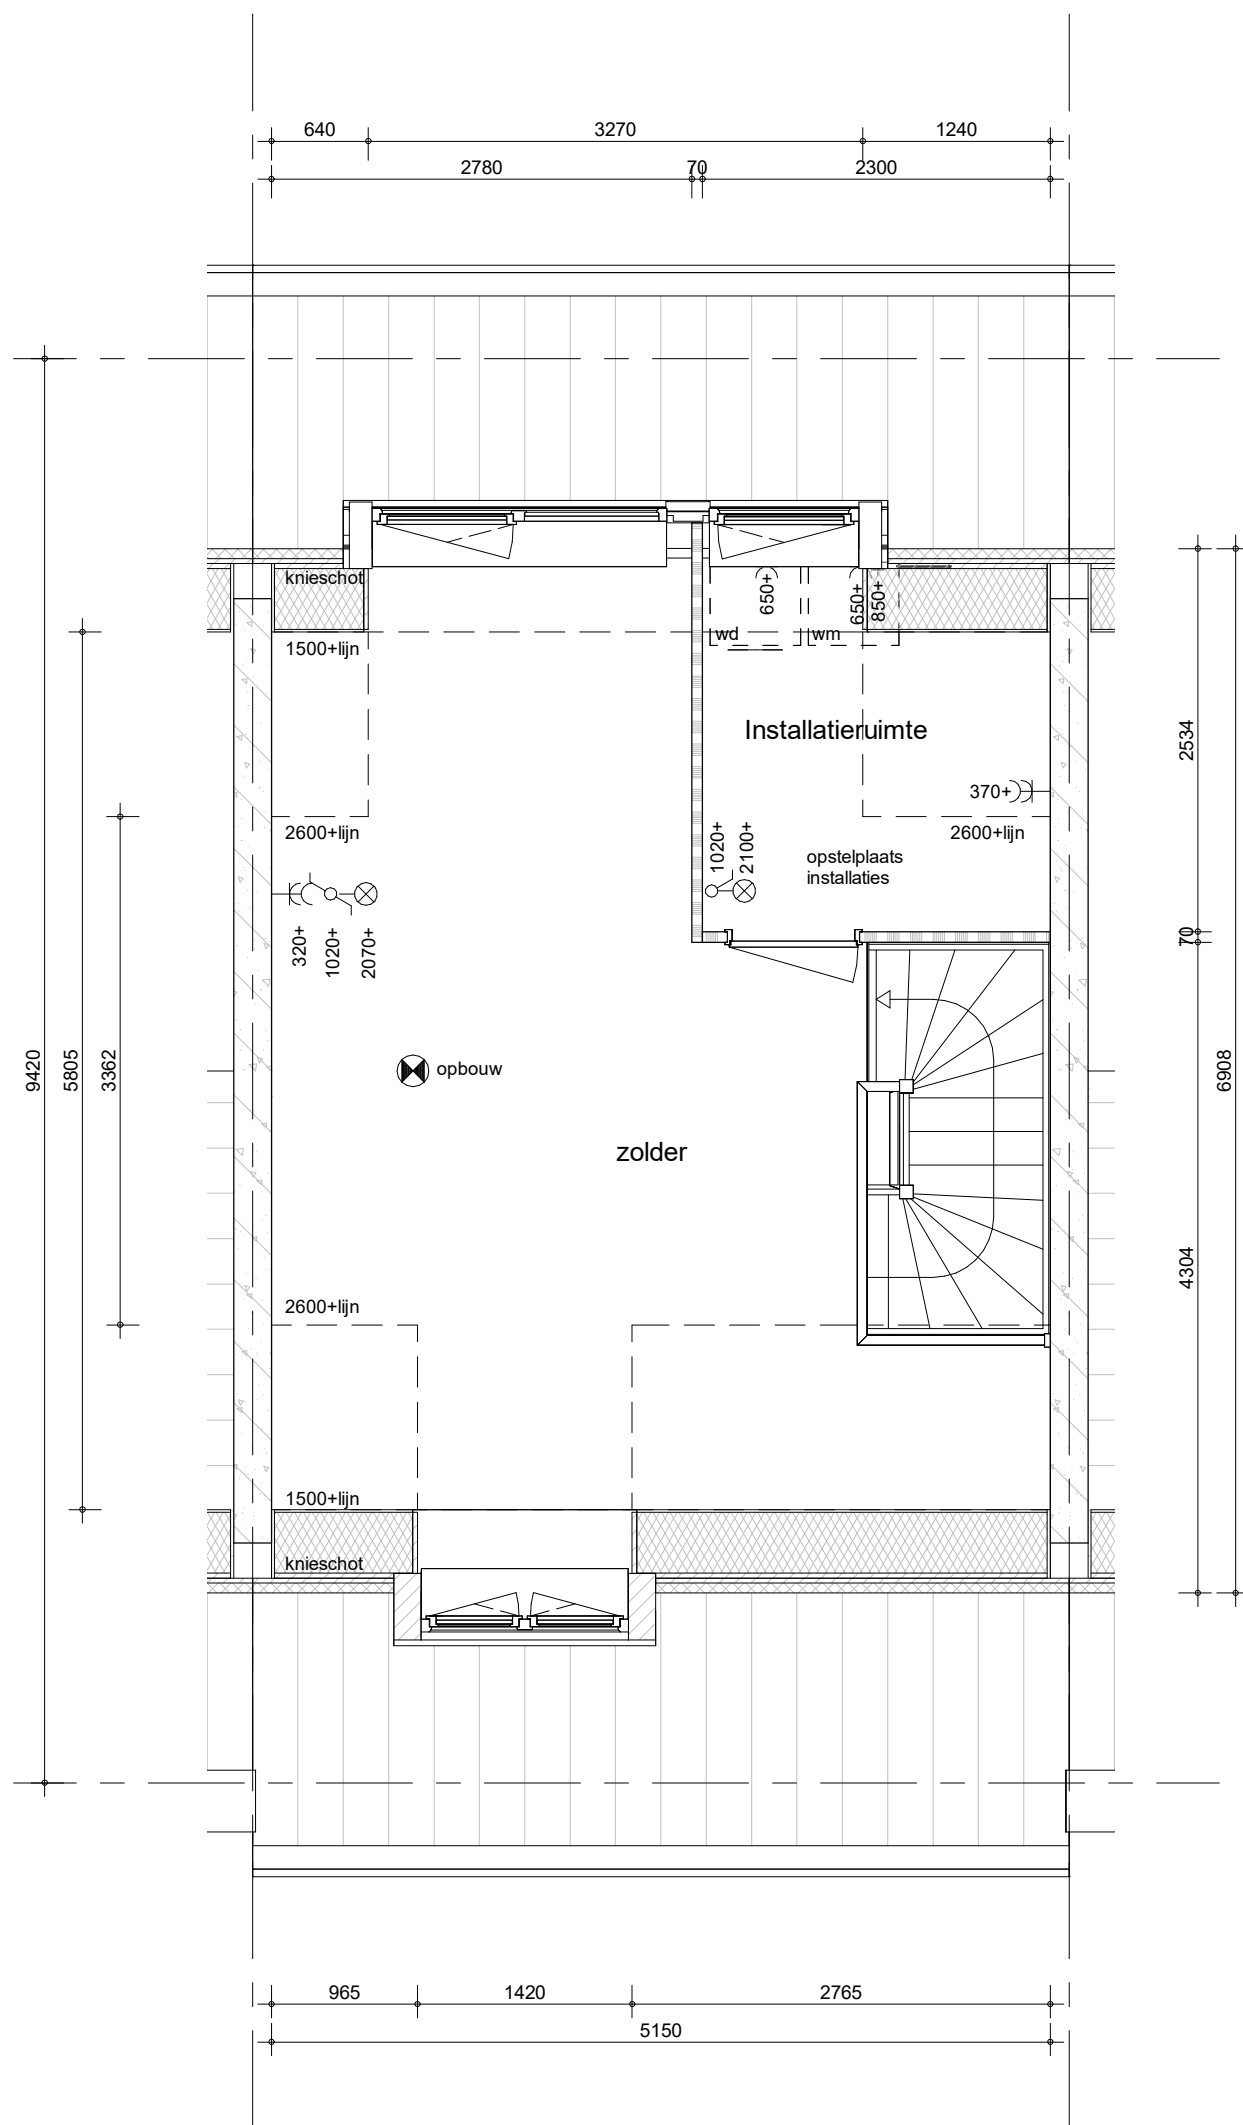 640
3270
1240
2780
70
2300
knieschot
650+
650+
850+
wd
wm
1500+lijn
Installatieruimte
2534
370+
2600+lijn
2600+lijn
1020+
2100+
opstelplaats
installaties
320+
1020+
2070+
70
9420
5805
3362
opbouw
6908
zolder
4304
2600+lijn
1500+lijn
knieschot
965
1420
2765
5150